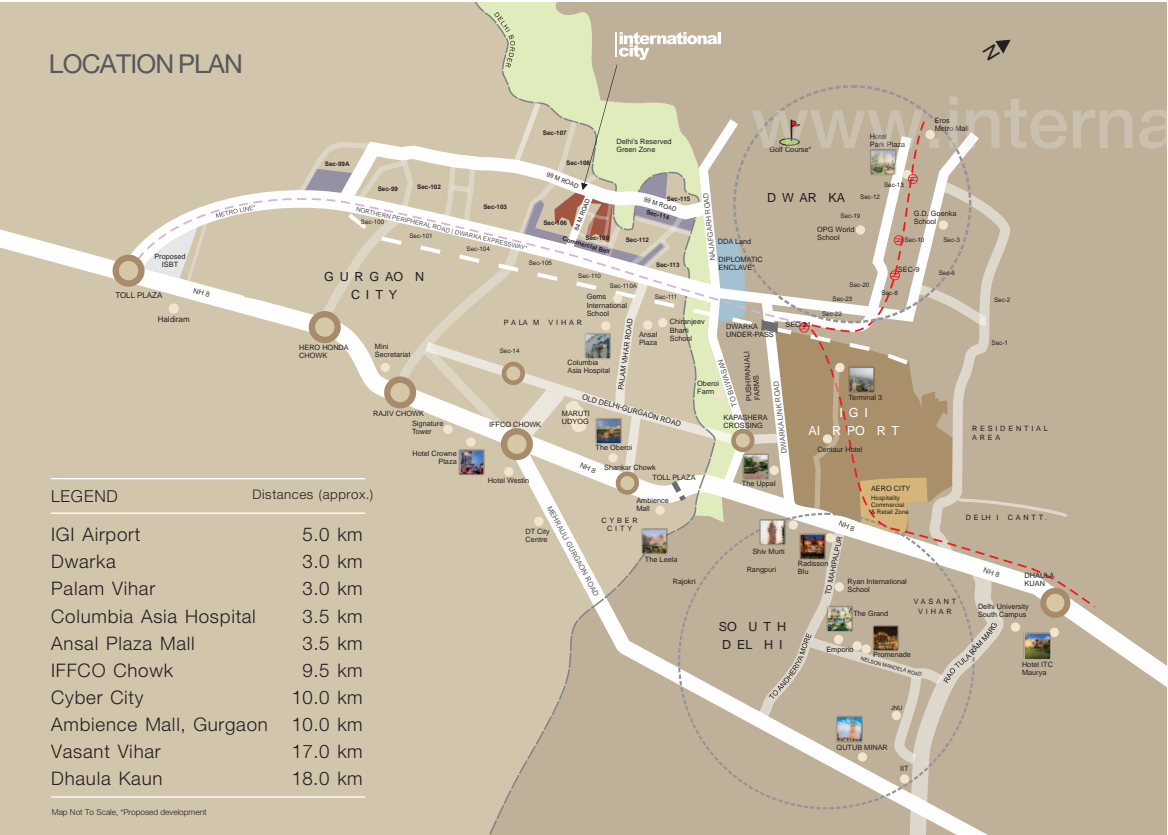 LOCATION PLAN
DELHI BORDER
international
city
N
www.interna
Sec-107
Sec-108
Delhi's Reserved
Green Zone
Golf Course*
Hotel
Park Plaza
Eros
Metro Mall
Sec-99A
Sec-99
Sec-102
Sec-103
99 M ROAD
99 M ROAD
84 M ROAD
Sec-106
Sec-109
Sec-112
Sec-113
Sec-114
Sec-115
Commercial Belt
NAJAFGARH ROAD
DWARKA
Sec-13
Sec-12
Sec-19
OPG World
School
G.D. Goenka
School
Sec-10
Sec-3
SEC-9
Sec-6
Sec-20
Sec-8
Sec-23
Sec-22
Sec-2
Sec-1
SEC-21
DDA Land
DIPLOMATIC
ENCLAVE*
METRO LINE*
NORTHERN PERIPHERAL ROAD / DWARKA EXPRESSWAY*
Sec-100
Sec-101
Sec-104
Sec-105
Sec-110
Sec-110A
Sec-111
Proposed
ISBT
TOLL PLAZA
NH 8
Haldiram
GURGAON
CITY
HERO HONDA
CHOWK
Mini
Secretariat
RAJIV CHOWK
PALAM VIHAR
Gems
International
School
Ansal
Plaza
Chiranjeev
Bharti
School
Columbia
Asia Hospital
PALAM VIHAR ROAD
Sec-14
DWARKA
UNDER-PASS
TO BIJWASAN
PUSHPANJALI
FARMS
Oberoi
Farm
DWARKA LINK ROAD
KAPASHERA
CROSSING
OLD DELHI-GURGAON ROAD
MARUTI
UDYOG
The Oberoi
Signature
Tower
IFFCO CHOWK
Hotel Crowne
Plaza
Hotel Westin
NH 8
Shankar Chowk
TOLL PLAZA
Ambience
Mall
The Uppal
Terminal 3
IGI
AIRPORT
Centaur Hotel
RESIDENTIAL
AREA
AERO CITY
Hospitality
Commercial
& Retail Zone
DELHI CANTT.
DT City
Centre
CYBER
CITY
The Leela
MEHRAULI GURGAON ROAD
Rajokri
Shiv Murti
Rangpuri
Radisson
Blu
NH 8
TO MAHIPALPUR
Ryan International
School
NH 8
DHAULA
KUAN
VASANT
VIHAR
Delhi University
South Campus
SOUTH
DELHI
The Grand
Emporio
Promenade
NELSON MANDELA ROAD
TO ANDHERIYA MORE
RAO TULA RAM MARG
Hotel ITC
Maurya
JNU
QUTUB MINAR
IIT
LEGEND Distances (approx.)
IGI Airport 5.0 km
Dwarka 3.0 km
Palam Vihar 3.0 km
Columbia Asia Hospital 3.5 km
Ansal Plaza Mall 3.5 km
IFFCO Chowk 9.5 km
Cyber City 10.0 km
Ambience Mall, Gurgaon 10.0 km
Vasant Vihar 17.0 km
Dhaula Kaun 18.0 km
Map Not To Scale, *Proposed development